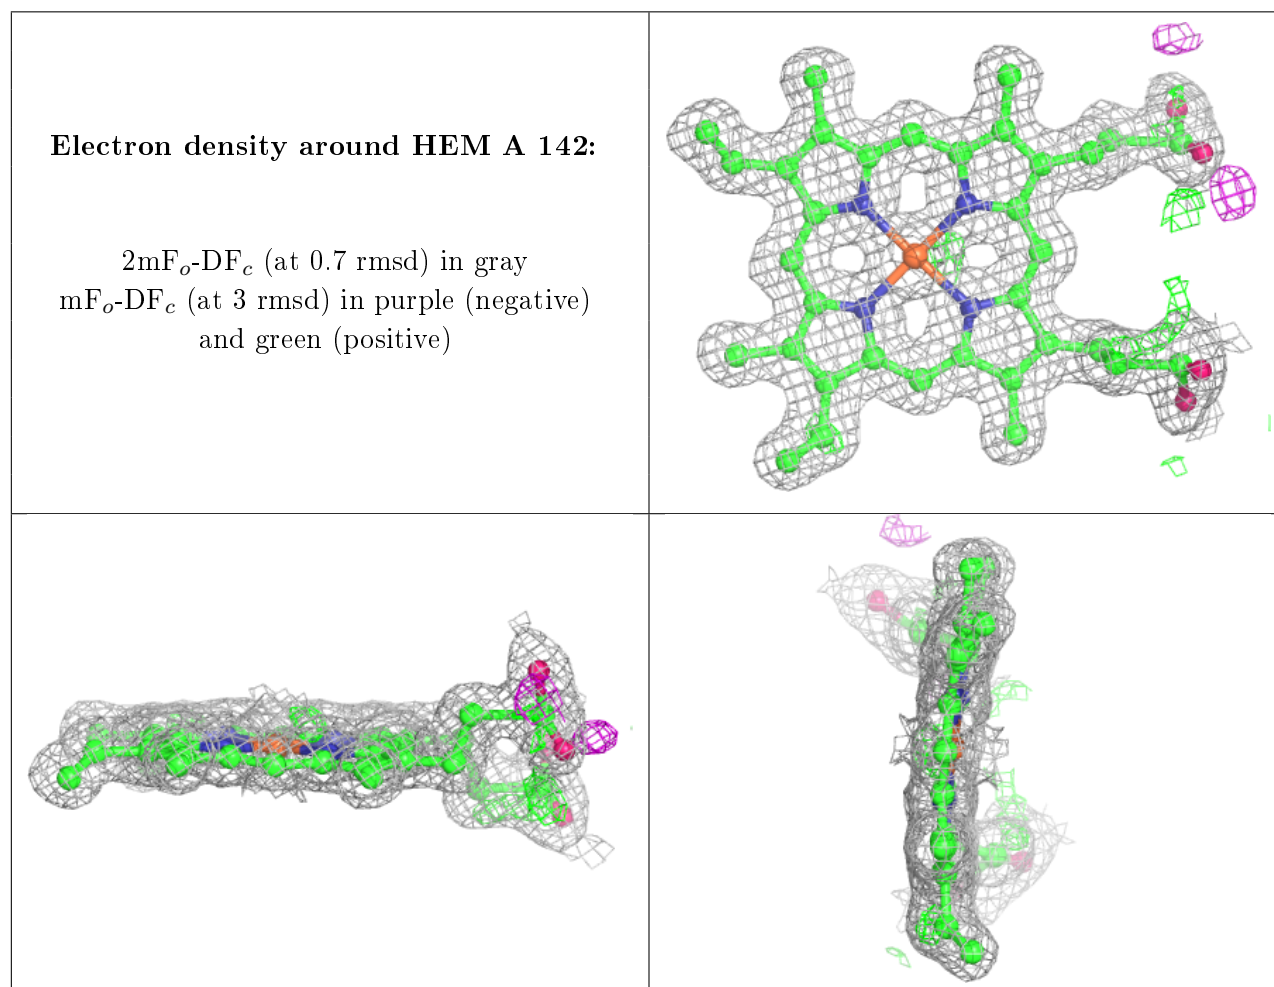 Electron density around HEM A 142:
2mFₒ-DF𝒸 (at 0.7 rmsd) in gray
mFₒ-DF𝒸 (at 3 rmsd) in purple (negative)
and green (positive)